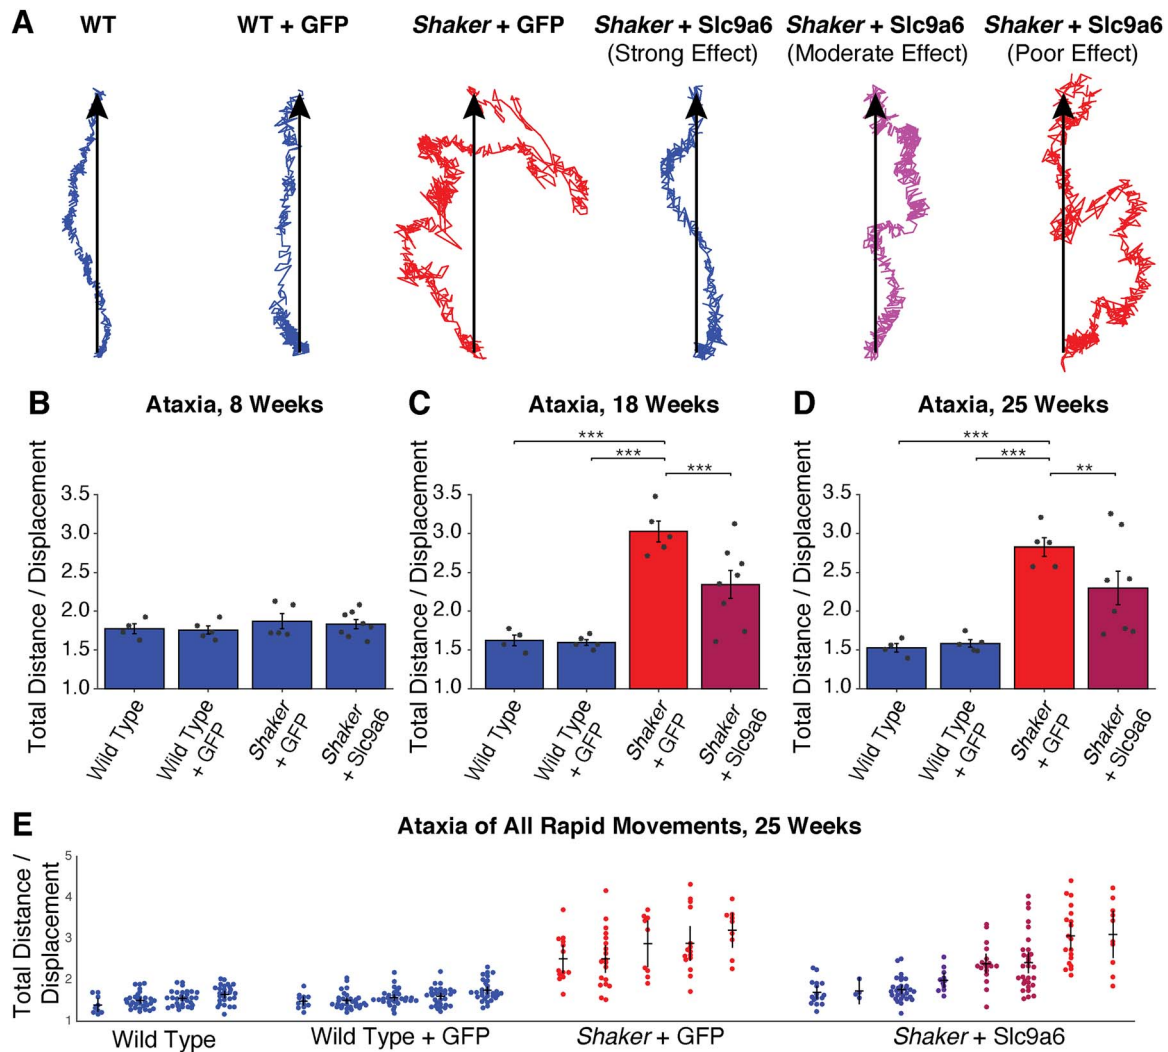 A
WT
WT + GFP
Shaker + GFP
Shaker + Slc9a6
(Strong Effect)
Shaker + Slc9a6
(Moderate Effect)
Shaker + Slc9a6
(Poor Effect)
B
Ataxia, 8 Weeks
Total Distance / Displacement
3.5
3.0
2.5
2.0
1.5
1.0
Wild Type
Wild Type
+ GFP
Shaker
+ GFP
Shaker
+ Slc9a6
C
Ataxia, 18 Weeks
***
***
***
Total Distance / Displacement
3.5
3.0
2.5
2.0
1.5
1.0
Wild Type
Wild Type
+ GFP
Shaker
+ GFP
Shaker
+ Slc9a6
D
Ataxia, 25 Weeks
***
***
**
Total Distance / Displacement
3.5
3.0
2.5
2.0
1.5
1.0
Wild Type
Wild Type
+ GFP
Shaker
+ GFP
Shaker
+ Slc9a6
E
Ataxia of All Rapid Movements, 25 Weeks
Total Distance /
Displacement
5
4
3
2
1
Wild Type
Wild Type + GFP
Shaker + GFP
Shaker + Slc9a6